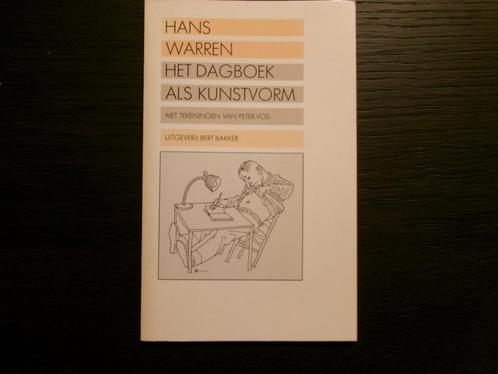 HANS
WARREN
HET DAGBOEK
ALS KUNSTVORM
MET TEKENINGEN VAN PETER VOS
UITGEVERIJ BERT BAKKER